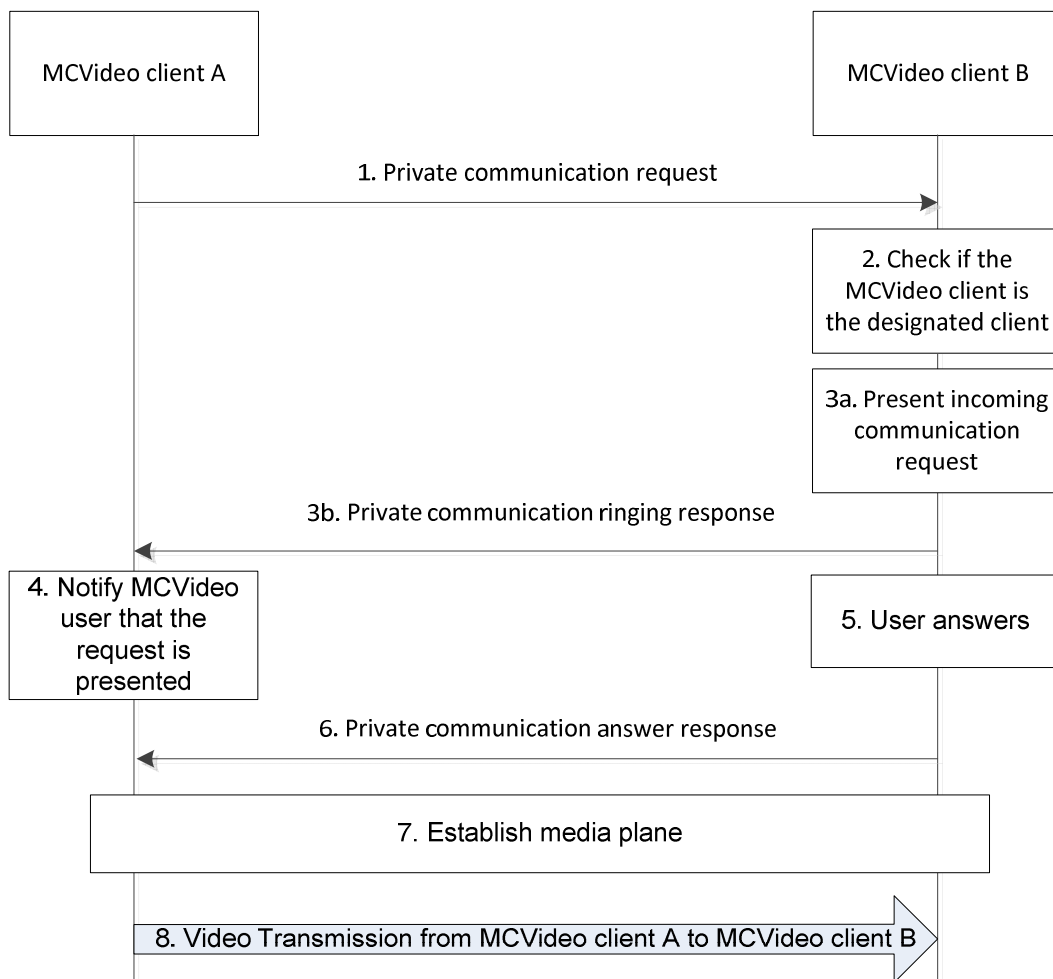 MCVideo client A
MCVideo client B
1. Private communication request
2. Check if the
MCVideo client is
the designated client
3a. Present incoming
communication
request
3b. Private communication ringing response
4. Notify MCVideo
user that the
request is
presented
5. User answers
6. Private communication answer response
7. Establish media plane
8. Video Transmission from MCVideo client A to MCVideo client B